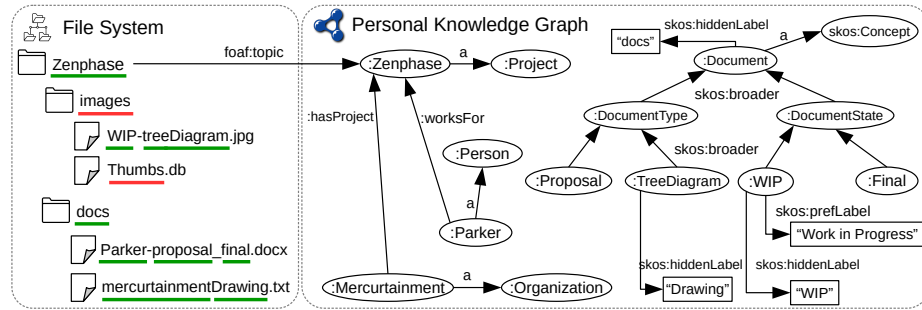 File System
Zenphase
images
WIP-treeDiagram.jpg
Thumbs.db
docs
Parker-proposal_final.docx
mercurtainmentDrawing.txt
foaf:topic
Personal Knowledge Graph
:Zenphase
a
:Project
:hasProject
:worksFor
:Person
a
:Parker
:Mercurtainment
a
:Organization
skos:hiddenLabel
"docs"
a
skos:Concept
:Document
skos:broader
:DocumentType
:DocumentState
skos:broader
:Proposal
:TreeDiagram
:WIP
:Final
skos:prefLabel
"Work in Progress"
skos:hiddenLabel
skos:hiddenLabel
"Drawing"
"WIP"